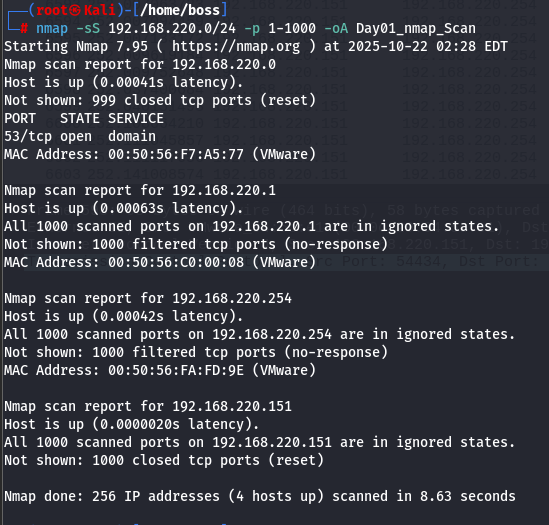 (root㉿Kali)-[/home/boss]
# nmap -sS 192.168.220.0/24 -p 1-1000 -oA Day01_nmap_Scan
Starting Nmap 7.95 ( https://nmap.org ) at 2025-10-22 02:28 EDT
Nmap scan report for 192.168.220.0
Host is up (0.00041s latency).
Not shown: 999 closed tcp ports (reset)
PORT   STATE SERVICE
53/tcp open  domain
MAC Address: 00:50:56:F7:A5:77 (VMware)

Nmap scan report for 192.168.220.1
Host is up (0.00063s latency).
All 1000 scanned ports on 192.168.220.1 are in ignored states.
Not shown: 1000 filtered tcp ports (no-response)
MAC Address: 00:50:56:C0:00:08 (VMware)

Nmap scan report for 192.168.220.254
Host is up (0.00042s latency).
All 1000 scanned ports on 192.168.220.254 are in ignored states.
Not shown: 1000 filtered tcp ports (no-response)
MAC Address: 00:50:56:FA:FD:9E (VMware)

Nmap scan report for 192.168.220.151
Host is up (0.0000020s latency).
All 1000 scanned ports on 192.168.220.151 are in ignored states.
Not shown: 1000 closed tcp ports (reset)

Nmap done: 256 IP addresses (4 hosts up) scanned in 8.63 seconds